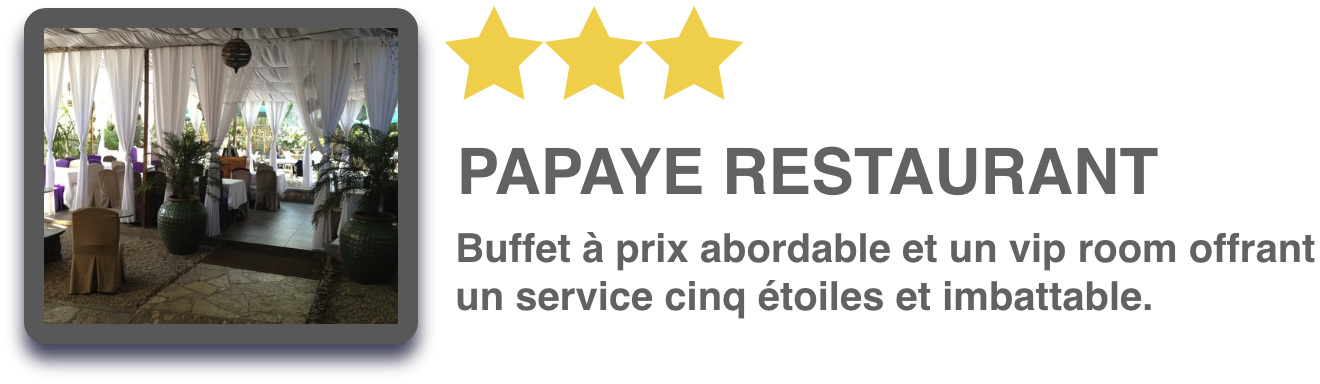 PAPAYE RESTAURANT
Buffet à prix abordable et un vip room offrant
un service cinq étoiles et imbattable.